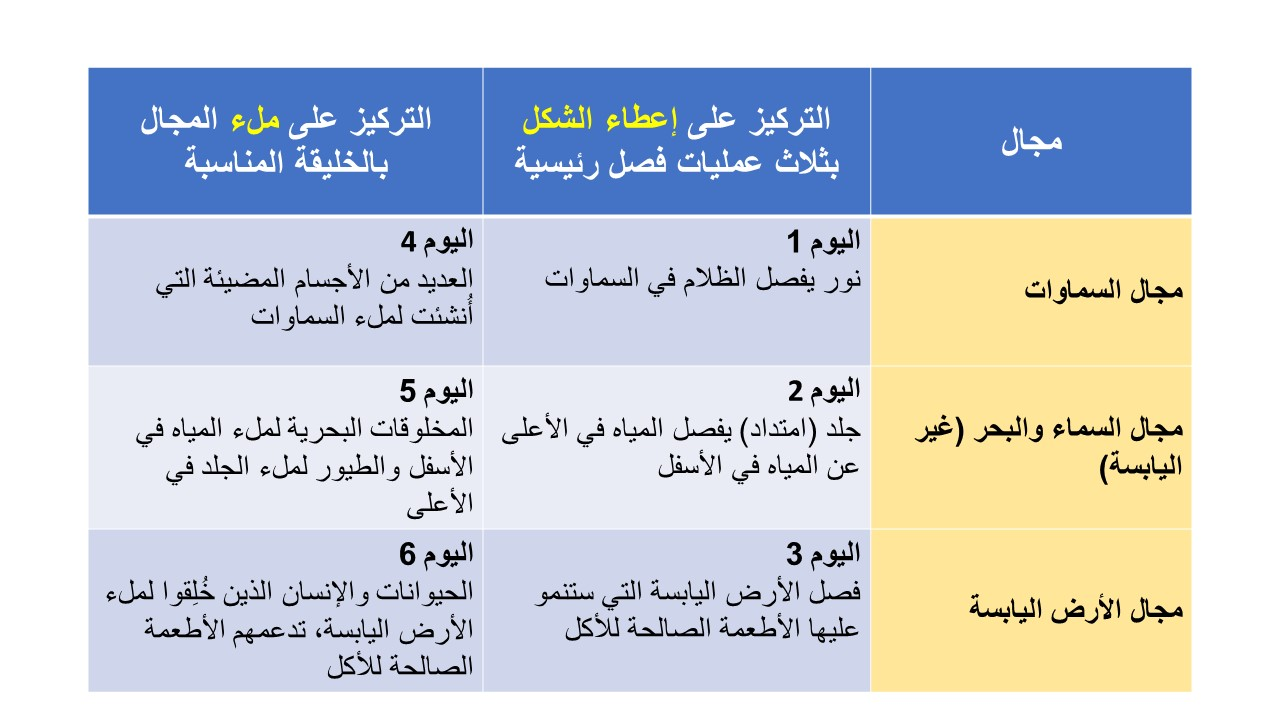 مجال
التركيز على إعطاء الشكل
بثلاث عمليات فصل رئيسية
التركيز على ملء المجال
بالخليقة المناسبة
مجال السماوات
اليوم 1
نور يفصل الظلام في السماوات
اليوم 4
العديد من الأجسام المضيئة التي
أُنشئت لملء السماوات
مجال السماء والبحر (غير
اليابسة)
اليوم 2
جلد (امتداد) يفصل المياه في الأعلى
عن المياه في الأسفل
اليوم 5
المخلوقات البحرية لملء المياه في
الأسفل والطيور لملء الجلد في
الأعلى
مجال الأرض اليابسة
اليوم 3
فصل الأرض اليابسة التي ستنمو
عليها الأطعمة الصالحة للأكل
اليوم 6
الحيوانات والإنسان الذين خُلِقوا لملء
الأرض اليابسة، تدعمهم الأطعمة
الصالحة للأكل